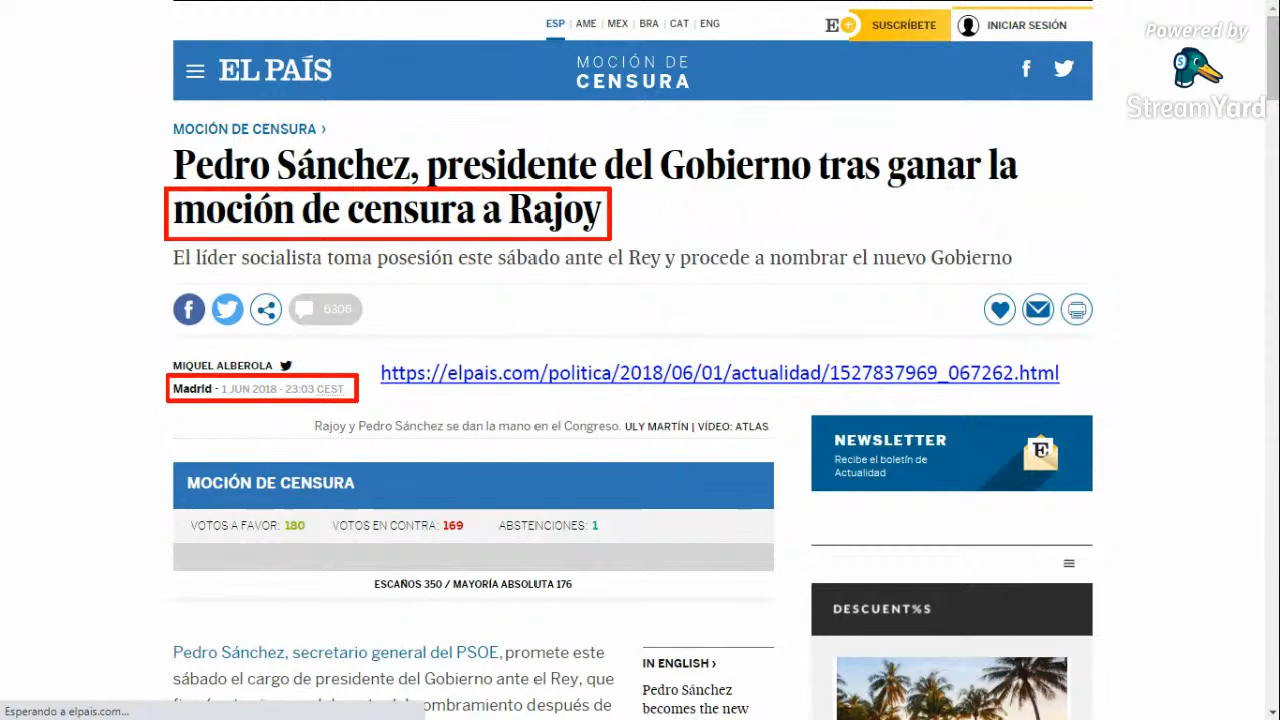 ESP | AME | MEX | BRA | CAT | ENG
E+ SUSCRÍBETE INICIAR SESIÓN
Powered by
StreamYard
EL PAÍS
MOCIÓN DE
CENSURA
MOCIÓN DE CENSURA ›
Pedro Sánchez, presidente del Gobierno tras ganar la
moción de censura a Rajoy
El líder socialista toma posesión este sábado ante el Rey y procede a nombrar el nuevo Gobierno
6306
MIQUEL ALBEROLA
Madrid - 1 JUN 2018 - 23:03 CEST
https://elpais.com/politica/2018/06/01/actualidad/1527837969_067262.html
Rajoy y Pedro Sánchez se dan la mano en el Congreso. ULY MARTÍN | VÍDEO: ATLAS
MOCIÓN DE CENSURA
VOTOS A FAVOR: 180 VOTOS EN CONTRA: 169 ABSTENCIONES: 1
ESCAÑOS 350 / MAYORÍA ABSOLUTA 176
NEWSLETTER
Recibe el boletín de
Actualidad
E
DESCUENT%S
Pedro Sánchez, secretario general del PSOE, promete este
sábado el cargo de presidente del Gobierno ante el Rey, que
IN ENGLISH ›
Pedro Sánchez
becomes the new
ombramiento después de
Esperando a elpais.com...